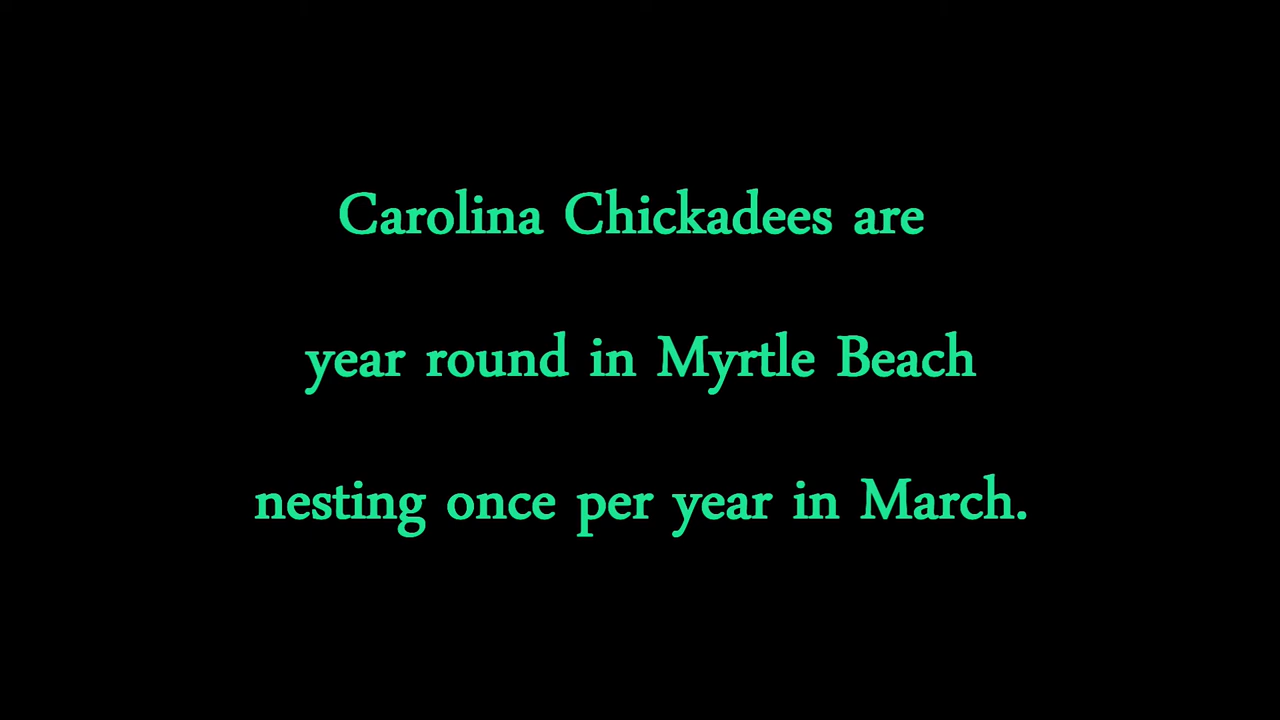 Carolina Chickadees are
year round in Myrtle Beach
nesting once per year in March.